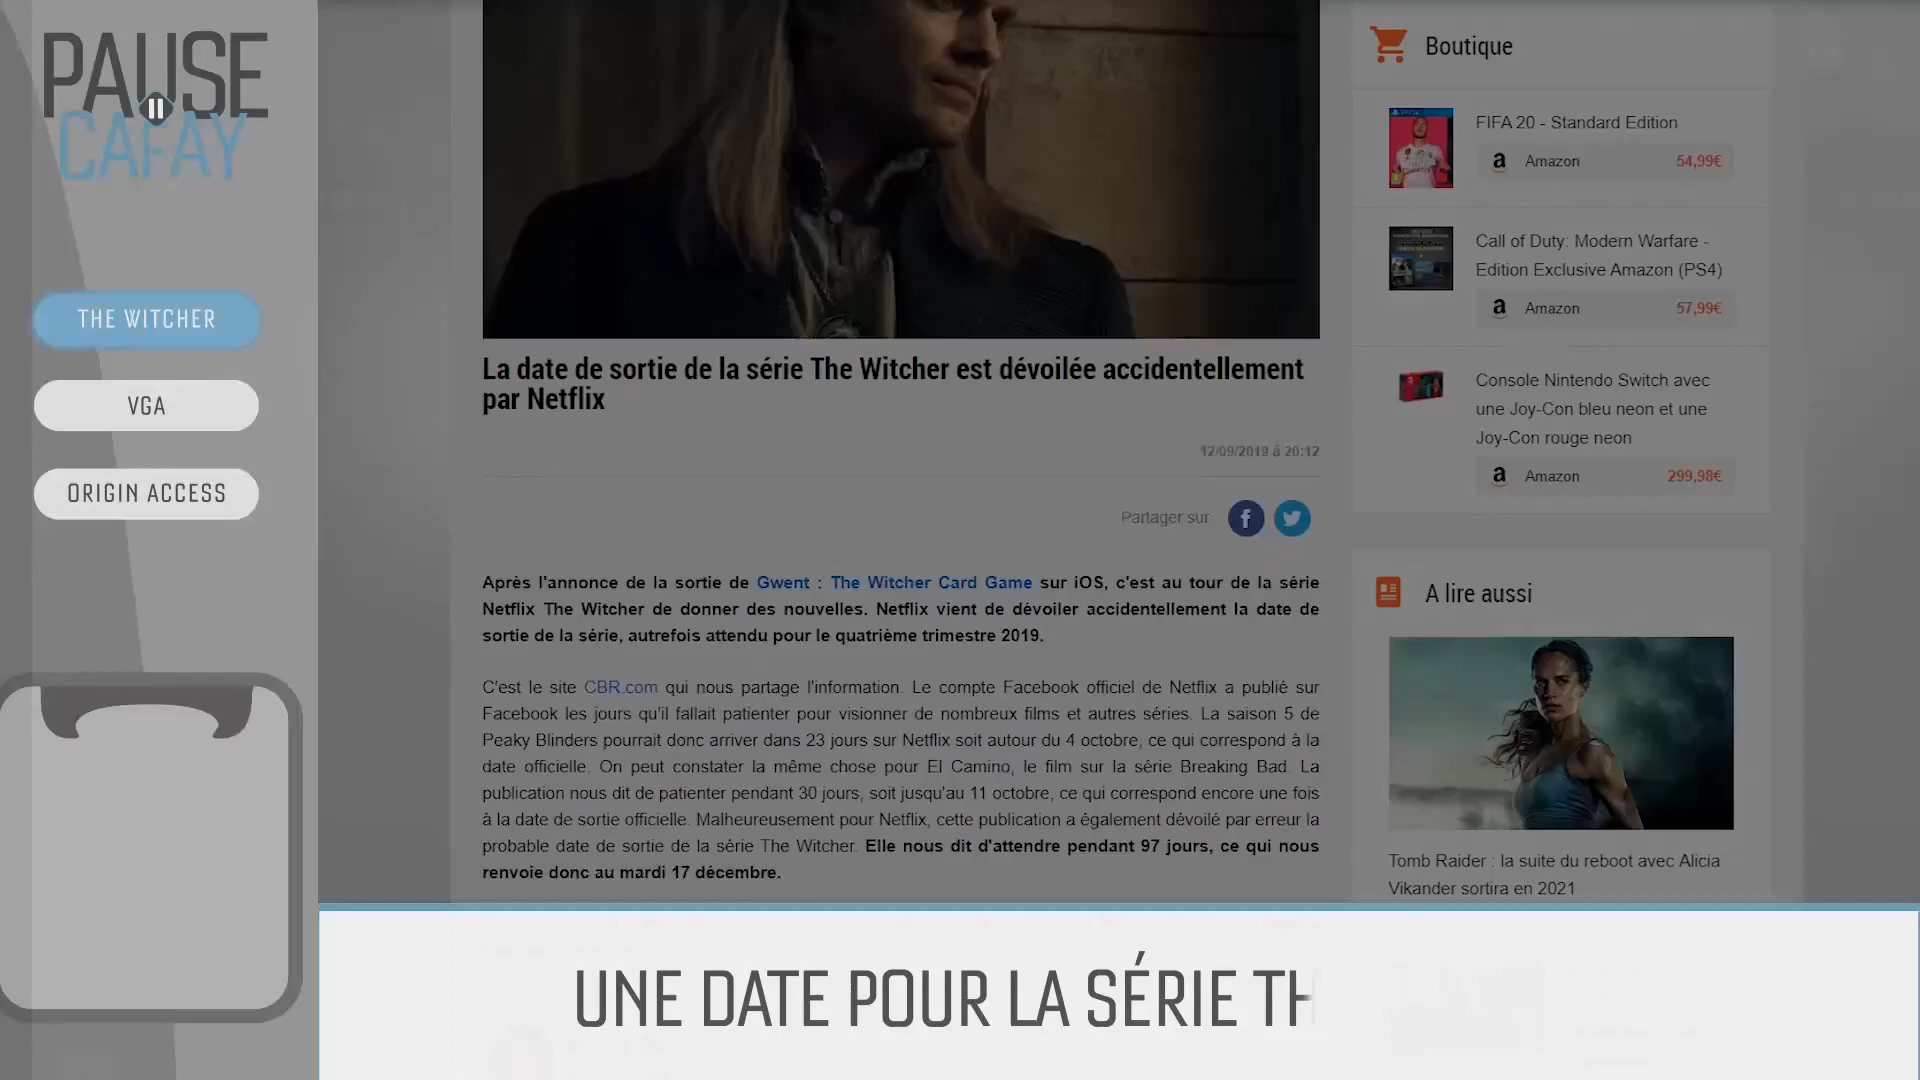 PAUSE
CAFAY
THE WITCHER
VGA
ORIGIN ACCESS
La date de sortie de la série The Witcher est dévoilée accidentellement
par Netflix
12/09/2019 à 20:12
Partager sur
Après l'annonce de la sortie de Gwent : The Witcher Card Game sur iOS, c'est au tour de la série
Netflix The Witcher de donner des nouvelles. Netflix vient de dévoiler accidentellement la date de
sortie de la série, autrefois attendu pour le quatrième trimestre 2019.
C'est le site CBR.com qui nous partage l'information. Le compte Facebook officiel de Netflix a publié sur
Facebook les jours qu'il fallait patienter pour visionner de nombreux films et autres séries. La saison 5 de
Peaky Blinders pourrait donc arriver dans 23 jours sur Netflix soit autour du 4 octobre, ce qui correspond à la
date officielle. On peut constater la même chose pour El Camino, le film sur la série Breaking Bad. La
publication nous dit de patienter pendant 30 jours, soit jusqu'au 11 octobre, ce qui correspond encore une fois
à la date de sortie officielle. Malheureusement pour Netflix, cette publication a également dévoilé par erreur la
probable date de sortie de la série The Witcher. Elle nous dit d'attendre pendant 97 jours, ce qui nous
renvoie donc au mardi 17 décembre.
Boutique
FIFA 20 - Standard Edition
Amazon 54,99€
Call of Duty: Modern Warfare -
Edition Exclusive Amazon (PS4)
Amazon 57,99€
Console Nintendo Switch avec
une Joy-Con bleu neon et une
Joy-Con rouge neon
Amazon 299,98€
A lire aussi
Tomb Raider : la suite du reboot avec Alicia
Vikander sortira en 2021
UNE DATE POUR LA SÉRIE TH